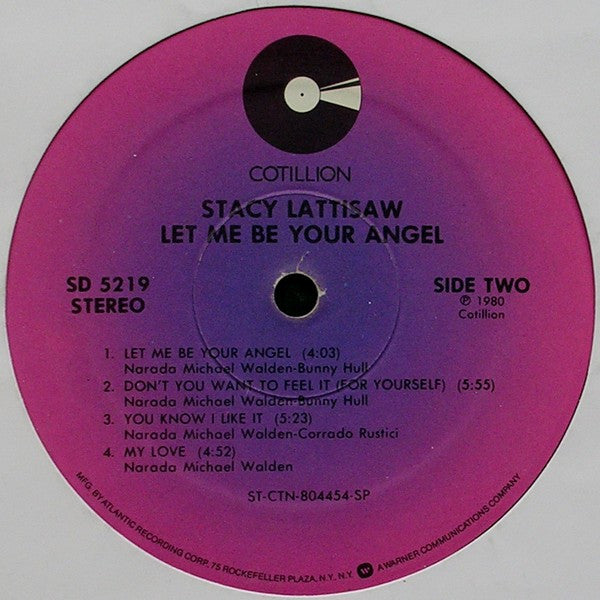 COTILLION
STACY LATTISAW
LET ME BE YOUR ANGEL
SD 5219
STEREO
SIDE TWO
℗ 1980
Cotillion
1. LET ME BE YOUR ANGEL (4:03)
Narada Michael Walden-Bunny Hull
2. DON'T YOU WANT TO FEEL IT (FOR YOURSELF) (5:55)
Narada Michael Walden-Bunny Hull
3. YOU KNOW I LIKE IT (5:23)
Narada Michael Walden-Corrado Rustici
4. MY LOVE (4:52)
Narada Michael Walden
ST-CTN-804454-SP
MFG. BY ATLANTIC RECORDING CORP. 75 ROCKEFELLER PLAZA, N.Y. N.Y. W A WARNER COMMUNICATIONS COMPANY